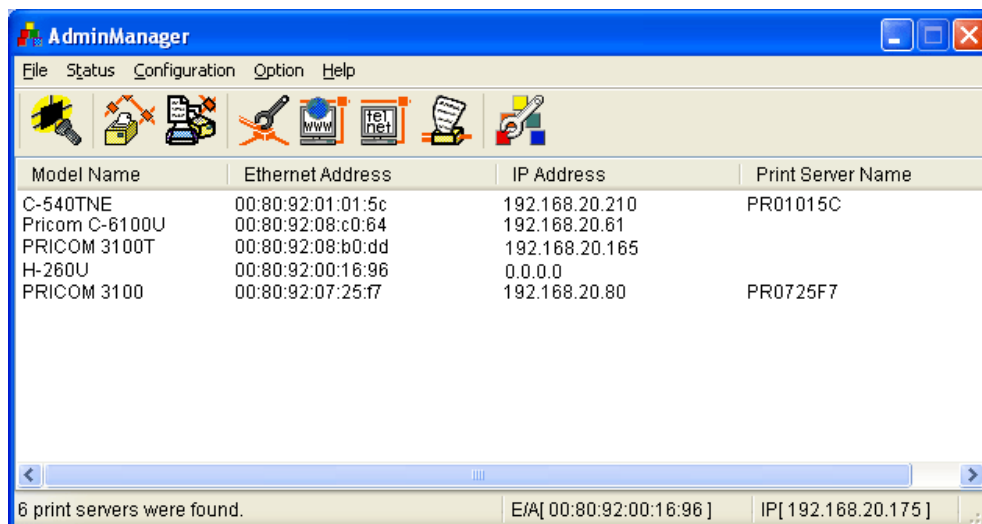 AdminManager
File Status Configuration Option Help
www tel net
Model Name Ethernet Address IP Address Print Server Name
C-540TNE 00:80:92:01:01:5c 192.168.20.210 PR01015C
Pricom C-6100U 00:80:92:08:c0:64 192.168.20.61
PRICOM 3100T 00:80:92:08:b0:dd 192.168.20.165
H-260U 00:80:92:00:16:96 0.0.0.0
PRICOM 3100 00:80:92:07:25:f7 192.168.20.80 PR0725F7
6 print servers were found. E/A[ 00:80:92:00:16:96 ] IP[ 192.168.20.175 ]